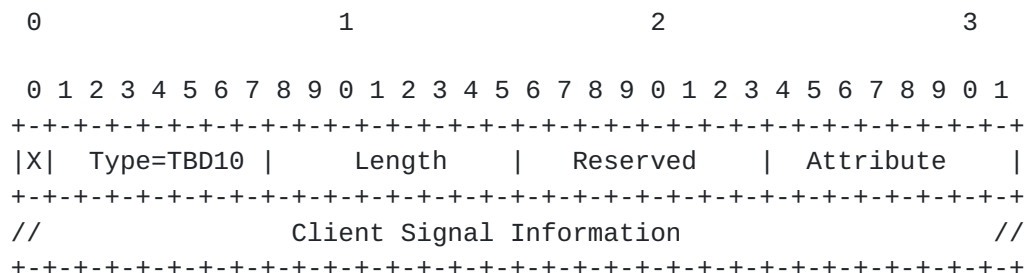 0                   1                   2                   3
0 1 2 3 4 5 6 7 8 9 0 1 2 3 4 5 6 7 8 9 0 1 2 3 4 5 6 7 8 9 0 1
+-+-+-+-+-+-+-+-+-+-+-+-+-+-+-+-+-+-+-+-+-+-+-+-+-+-+-+-+-+-+-+-+
|X|  Type=TBD10 |     Length    |   Reserved    |  Attribute    |
+-+-+-+-+-+-+-+-+-+-+-+-+-+-+-+-+-+-+-+-+-+-+-+-+-+-+-+-+-+-+-+-+
//                Client Signal Information                    //
+-+-+-+-+-+-+-+-+-+-+-+-+-+-+-+-+-+-+-+-+-+-+-+-+-+-+-+-+-+-+-+-+